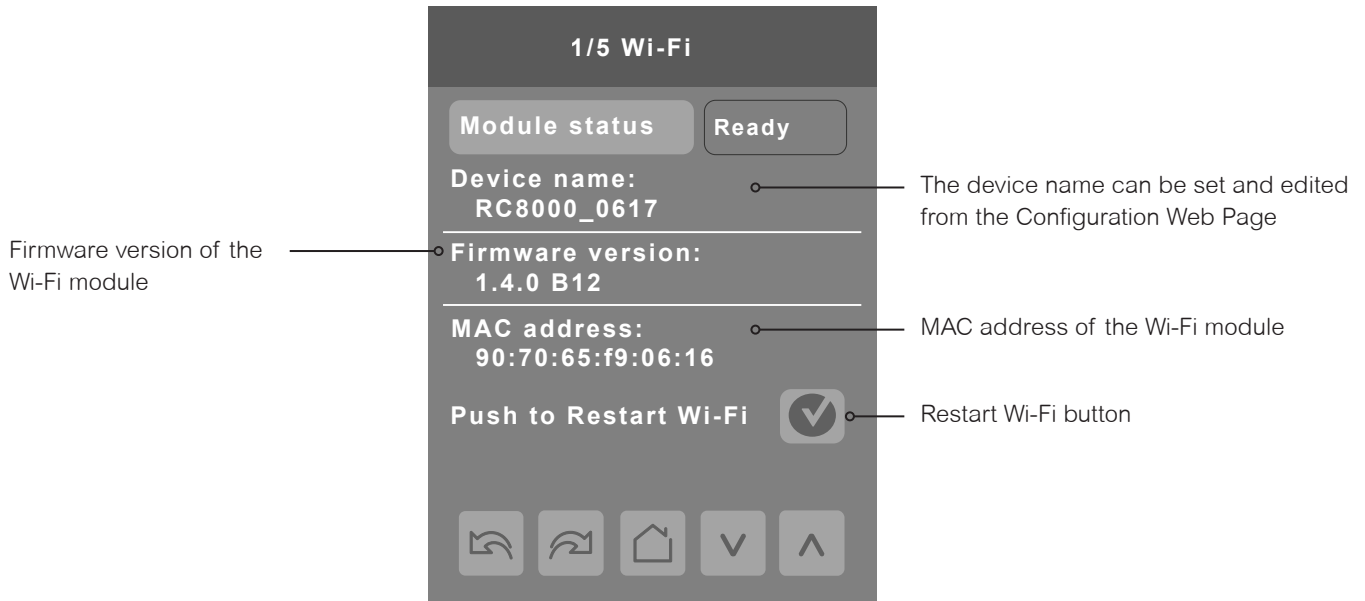 1/5 Wi-Fi
Module status
Ready
Device name:
RC8000_0617
The device name can be set and edited
from the Configuration Web Page
Firmware version of the
Wi-Fi module
Firmware version:
1.4.0 B12
MAC address:
90:70:65:f9:06:16
MAC address of the Wi-Fi module
Push to Restart Wi-Fi
Restart Wi-Fi button